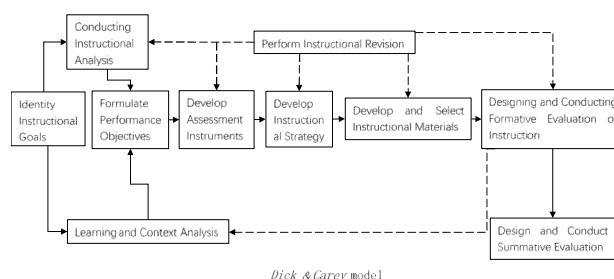 Conducting
Instructional
Analysis
Perform Instructional Revision
Identity
Instructional
Goals
Formulate
Performance
Objectives
Develop
Assessment
Instruments
Develop
Instruction
al Strategy
Develop and Select
Instructional Materials
Designing and Conducting
Formative Evaluation o
Instruction
Learning and Context Analysis
Design and Conduct
Summative Evaluation
Dick & Carey model